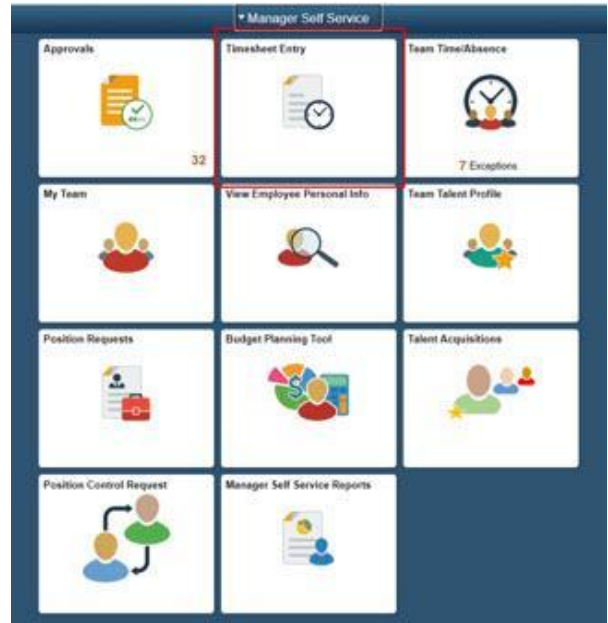 Manager Self Service
Approvals
Timesheet Entry
Team Time/Absence
32
7 Exceptions
My Team
View Employee Personal Info
Team Talent Profile
Position Requests
Budget Planning Tool
Talent Acquisitions
Position Control Request
Manager Self Service Reports